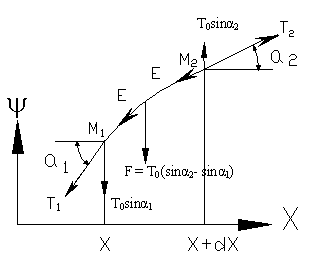 T₀sinα₂
T₂
M₂
α2
E
E
Ψ
M₁
α1
F = T₀(sinα₂- sinα₁)
T₁
T₀sinα₁
X
X
X+dX